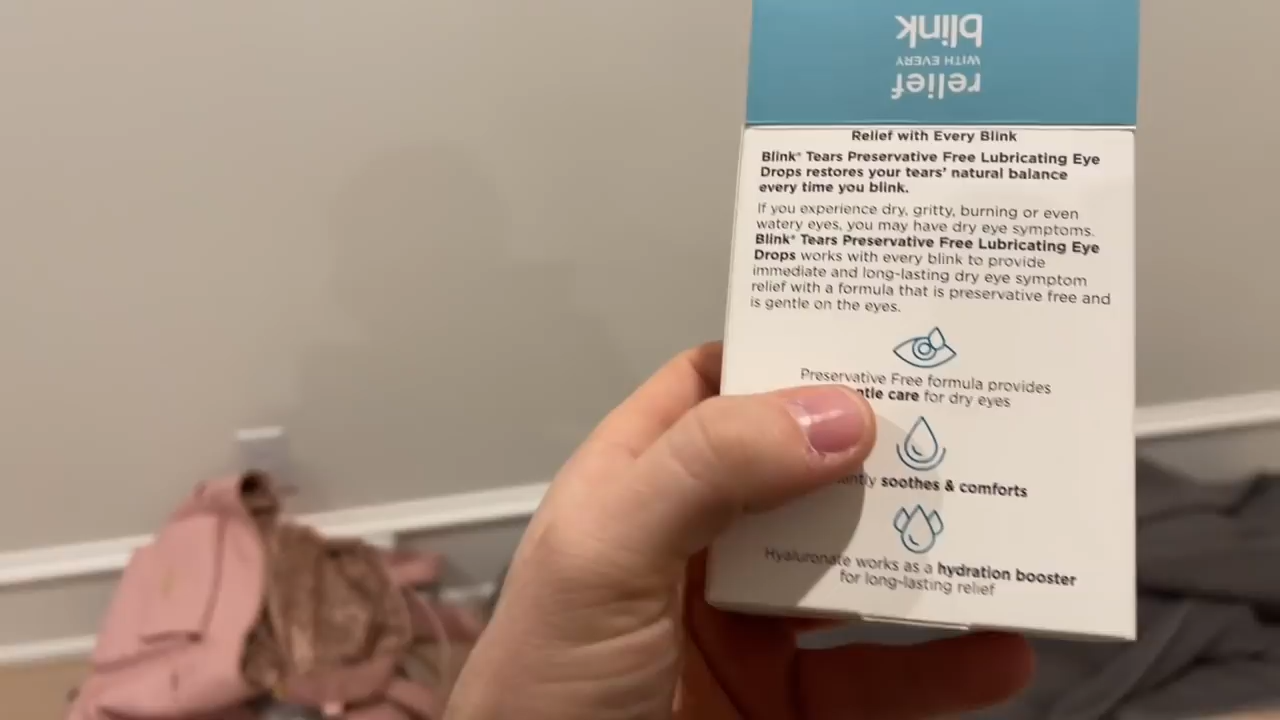 relief
WITH EVERY
blink
Relief with Every Blink
Blink® Tears Preservative Free Lubricating Eye
Drops restores your tears' natural balance
every time you blink.
If you experience dry, gritty, burning or even
watery eyes, you may have dry eye symptoms.
Blink® Tears Preservative Free Lubricating Eye
Drops works with every blink to provide
immediate and long-lasting dry eye symptom
relief with a formula that is preservative free and
is gentle on the eyes.
Preservative Free formula provides
care for dry eyes
soothes & comforts
Hyaluronate works as a hydration booster
for long-lasting relief